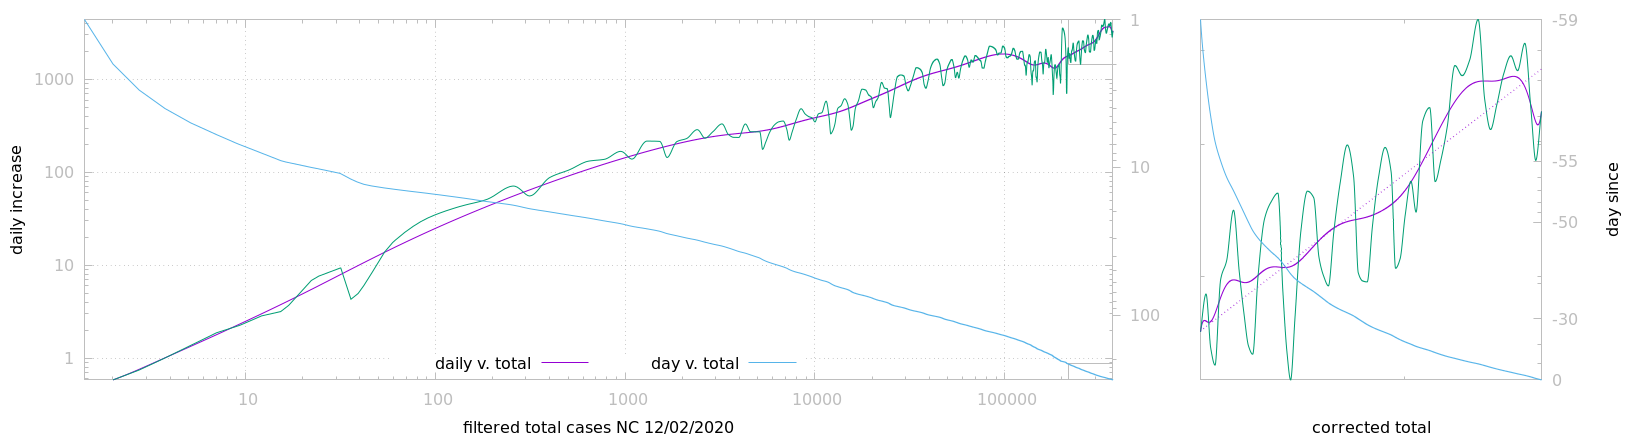 daily increase
1000
100
10
1
daily v. total
day v. total
10
100
1000
10000
100000
filtered total cases NC 12/02/2020
1
10
100
-59
-55
-50
-30
0
day since
corrected total